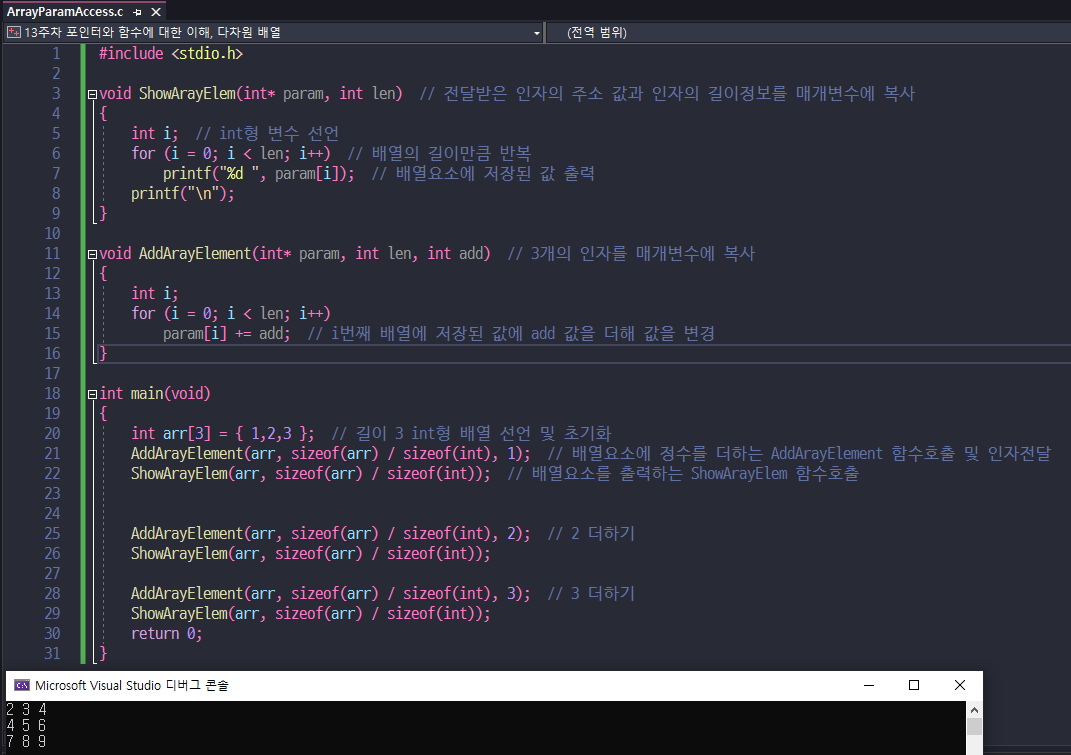 ArrayParamAccess.c
13주차 포인터와 함수에 대한 이해, 다차원 배열 (전역 범위)
1 #include <stdio.h>
2
3 void ShowArayElem(int* param, int len) // 전달받은 인자의 주소 값과 인자의 길이정보를 매개변수에 복사
4 {
5 int i; // int형 변수 선언
6 for (i = 0; i < len; i++) // 배열의 길이만큼 반복
7 printf("%d ", param[i]); // 배열요소에 저장된 값 출력
8 printf("\n");
9 }
10
11 void AddArayElement(int* param, int len, int add) // 3개의 인자를 매개변수에 복사
12 {
13 int i;
14 for (i = 0; i < len; i++)
15 param[i] += add; // i번째 배열에 저장된 값에 add 값을 더해 값을 변경
16 }
17
18 int main(void)
19 {
20 int arr[3] = { 1,2,3 }; // 길이 3 int형 배열 선언 및 초기화
21 AddArayElement(arr, sizeof(arr) / sizeof(int), 1); // 배열요소에 정수를 더하는 AddArayElement 함수호출 및 인자전달
22 ShowArayElem(arr, sizeof(arr) / sizeof(int)); // 배열요소를 출력하는 ShowArayElem 함수호출
23
24
25 AddArayElement(arr, sizeof(arr) / sizeof(int), 2); // 2 더하기
26 ShowArayElem(arr, sizeof(arr) / sizeof(int));
27
28 AddArayElement(arr, sizeof(arr) / sizeof(int), 3); // 3 더하기
29 ShowArayElem(arr, sizeof(arr) / sizeof(int));
30 return 0;
31 }
Microsoft Visual Studio 디버그 콘솔
2 3 4
4 5 6
7 8 9